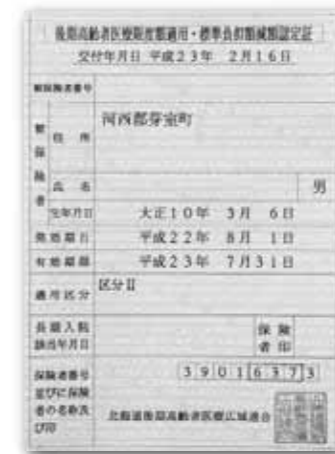 後期高齢者医療限度額適用・標準負担額減額認定証
交付年月日 平成23年 2月16日
被保険者番号
被保険者
住所
河西郡芽室町
氏名
男
生年月日
大正10年 3月 6日
発効期日
平成22年 8月 1日
有効期限
平成23年 7月31日
適用区分
区分Ⅱ
長期入院
該当年月日
保険
者印
保険者番号
並びに保険
者の名称及
び印
39016373
北海道後期高齢者医療広域連合